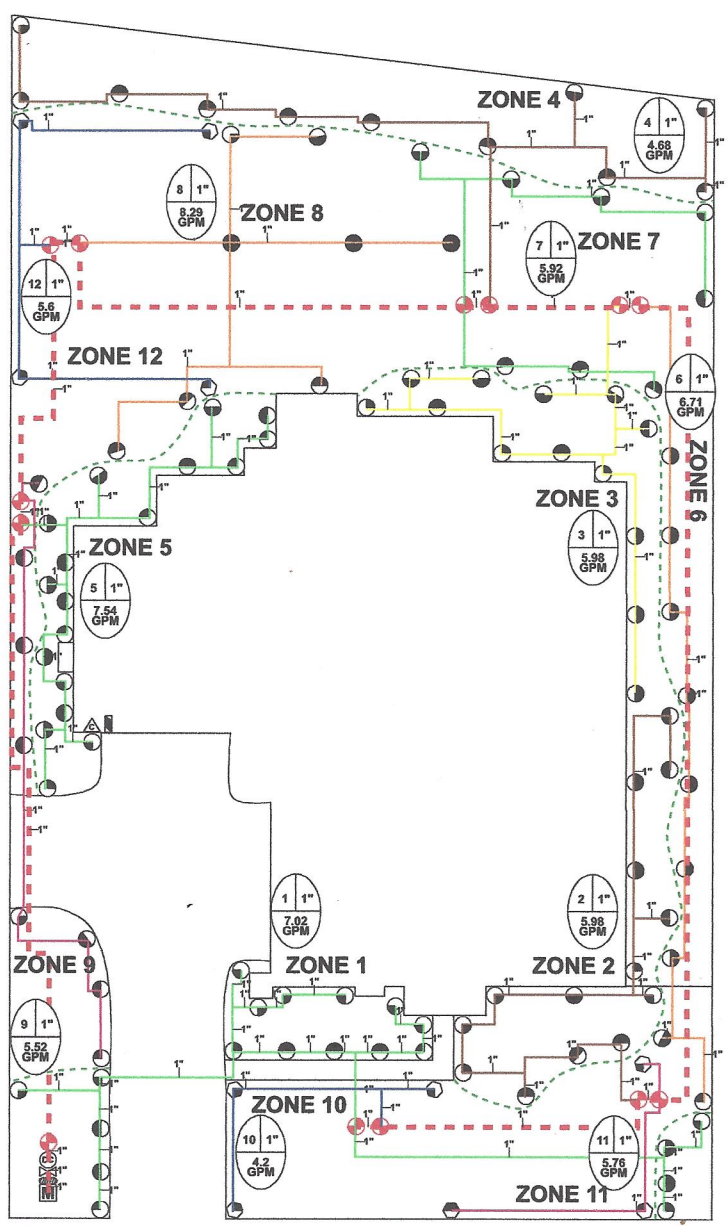 1"
ZONE 4
4 1"
4.68
GPM
8 1"
8.29
GPM
ZONE 8
7 1"
5.92
GPM
ZONE 7
12 1"
5.6
GPM
ZONE 12
6 1"
6.71
GPM
ZONE 6
ZONE 3
3 1"
5.98
GPM
ZONE 5
5 1"
7.54
GPM
C
1 1"
7.02
GPM
2 1"
5.98
GPM
ZONE 9
ZONE 1
ZONE 2
9 1"
5.52
GPM
ZONE 10
10 1"
4.2
GPM
11 1"
5.76
GPM
ZONE 11
M